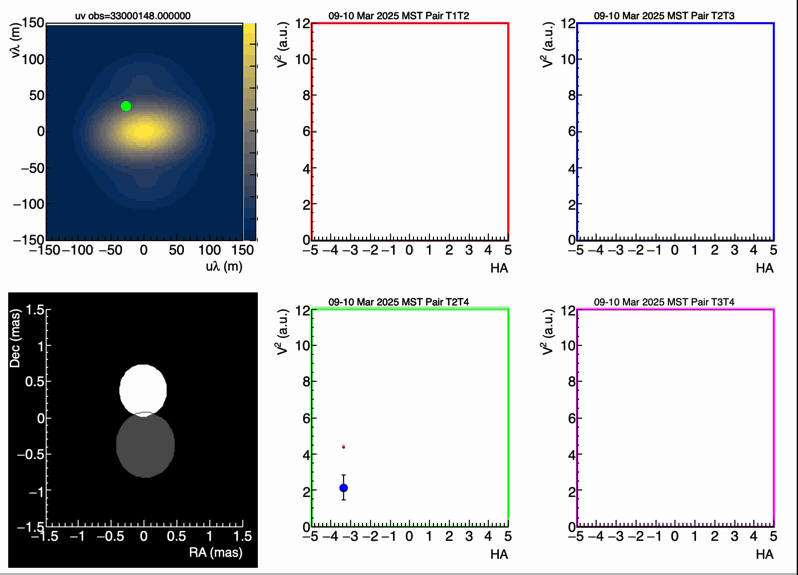 uv obs=33000148.000000
vλ (m)
150
100
50
0
−50
−100
−150
−150 −100 −50 0 50 100 150
uλ (m)
09-10 Mar 2025 MST Pair T1T2
V² (a.u.)
12
10
8
6
4
2
0
−5 −4 −3 −2 −1 0 1 2 3 4 5
HA
09-10 Mar 2025 MST Pair T2T3
V² (a.u.)
12
10
8
6
4
2
0
−5 −4 −3 −2 −1 0 1 2 3 4 5
HA
Dec (mas)
1.5
1
0.5
0
−0.5
−1
−1.5
−1.5 −1 −0.5 0 0.5 1 1.5
RA (mas)
09-10 Mar 2025 MST Pair T2T4
V² (a.u.)
12
10
8
6
4
2
0
−5 −4 −3 −2 −1 0 1 2 3 4 5
HA
09-10 Mar 2025 MST Pair T3T4
V² (a.u.)
12
10
8
6
4
2
0
−5 −4 −3 −2 −1 0 1 2 3 4 5
HA